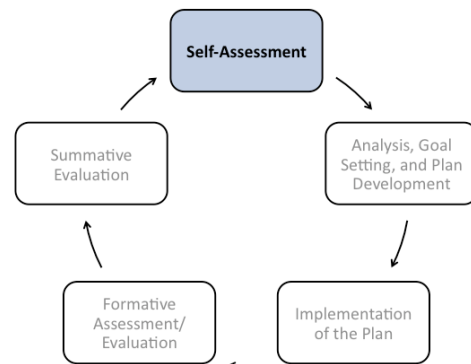 Self-Assessment
Analysis, Goal
Setting, and Plan
Development
Implementation
of the Plan
Formative
Assessment/
Evaluation
Summative
Evaluation